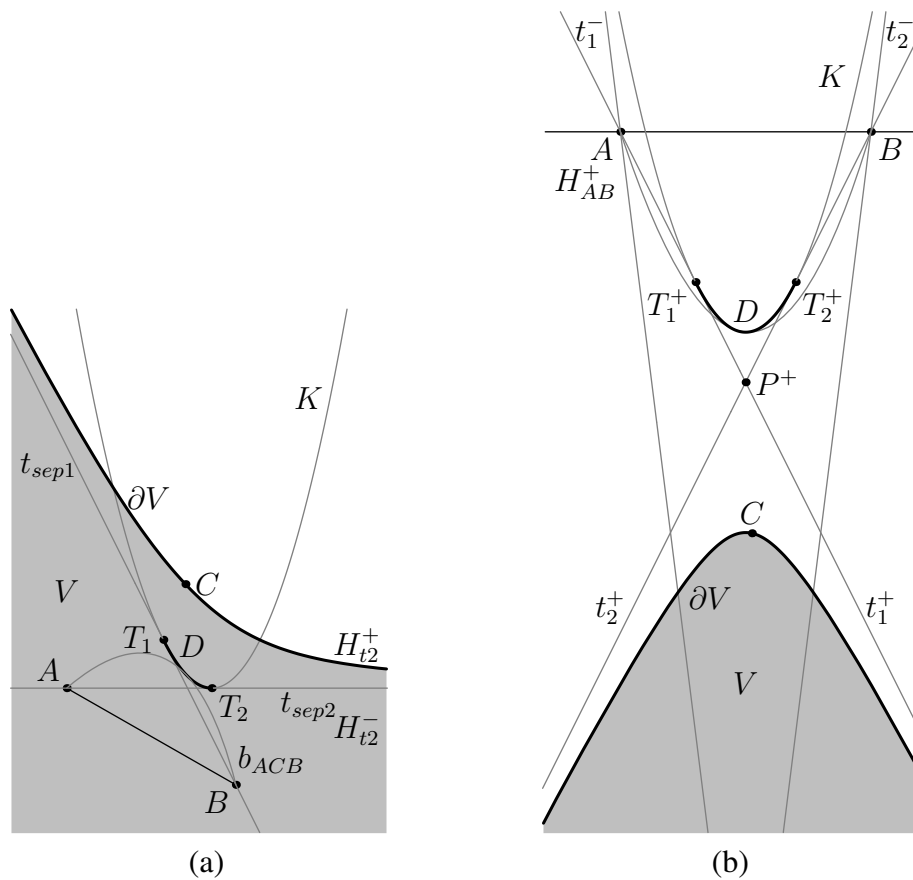 K
t_{sep1}
∂V
C
V
T_1
D
H_{t2}^+
A
T_2
t_{sep2}
H_{t2}^-
b_{ACB}
B
(a)
t_1^-
t_2^-
K
A
B
H_{AB}^+
T_1^+
D
T_2^+
P^+
C
t_2^+
∂V
t_1^+
V
(b)